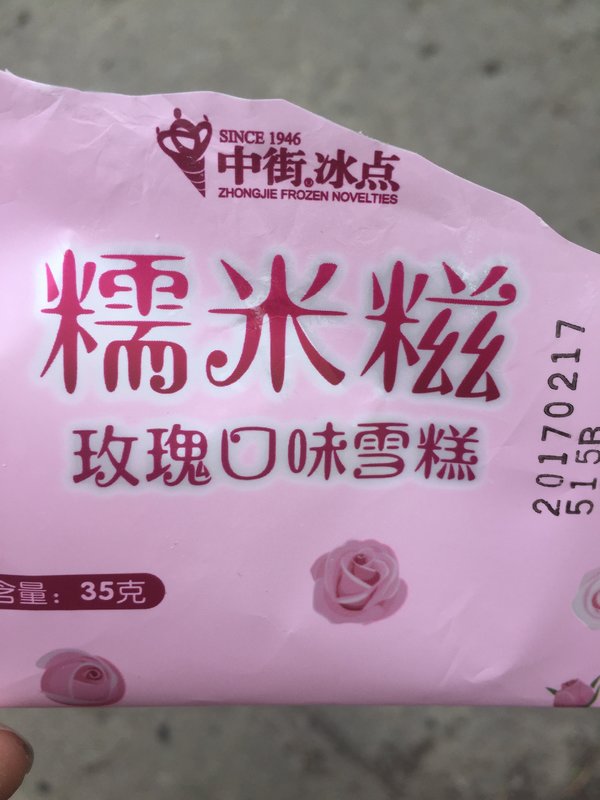 SINCE 1946
中街®冰点
ZHONGJIE FROZEN NOVELTIES
糯米糍
玫瑰口味雪糕
含量：35克
20170217
515B